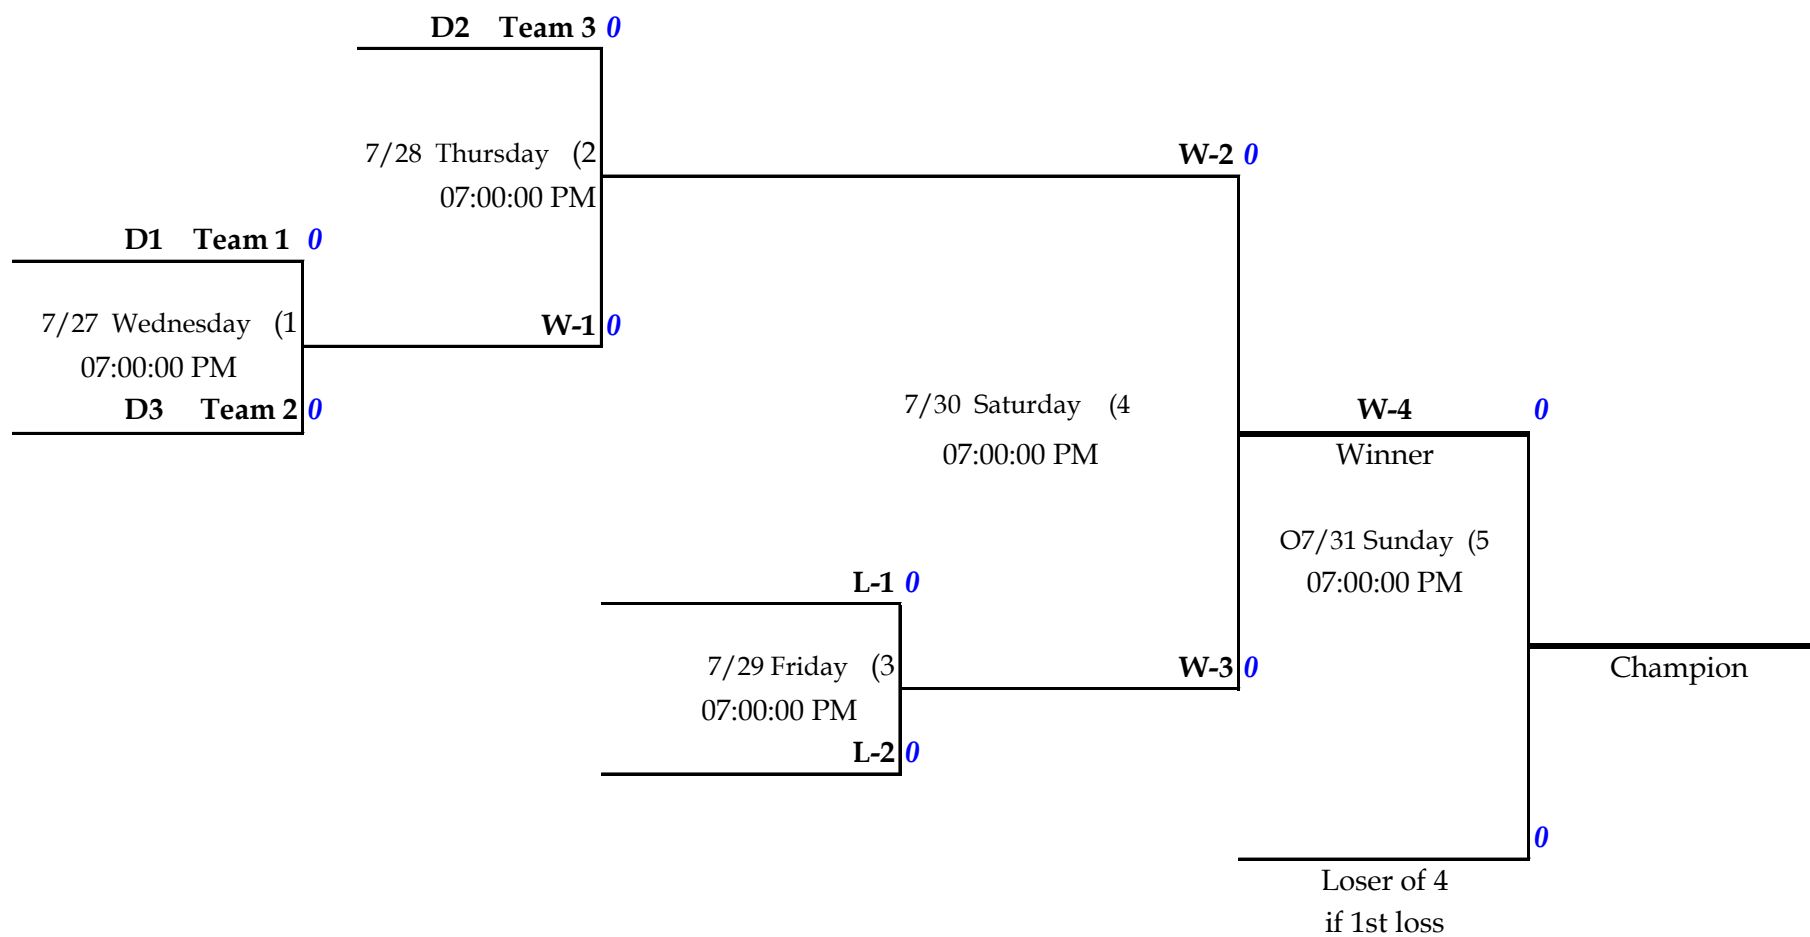 D2 Team 3 0
7/28 Thursday (2
W-2 0
07:00:00 PM
D1 Team 1 0
7/27 Wednesday (1
W-1 0
07:00:00 PM
D3 Team 2 0
7/30 Saturday (4
W-4 0
07:00:00 PM
Winner
O7/31 Sunday (5
L-1 0
07:00:00 PM
7/29 Friday (3
W-3 0
Champion
07:00:00 PM
L-2 0
0
Loser of 4
if 1st loss